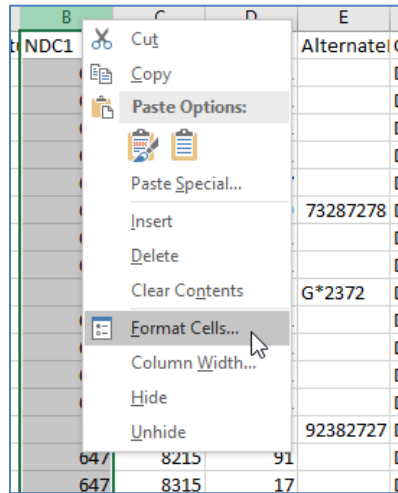 B C D E
NDC1 Alternate
Cut
Copy
Paste Options:
Paste Special...
Insert
73287278
Delete
Clear Contents
G*2372
Format Cells...
Column Width...
Hide
Unhide
92382727
647 8215 91
647 8315 17